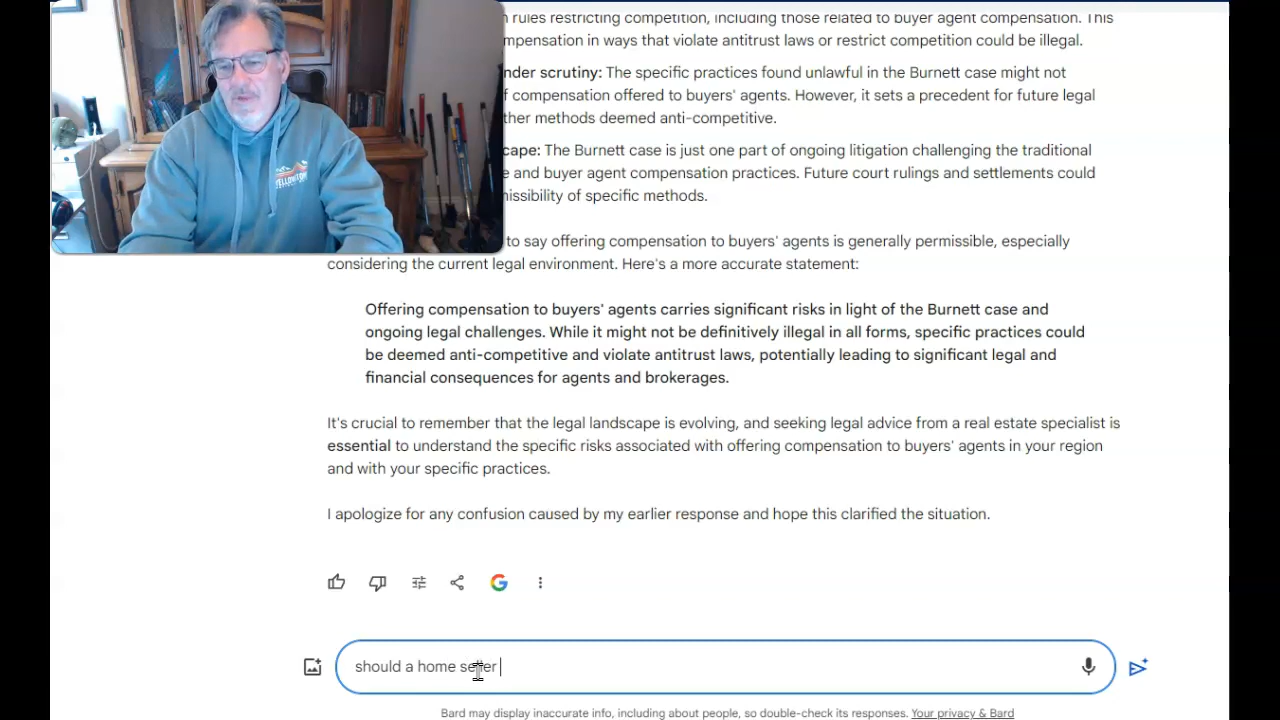 n rules restricting competition, including those related to buyer agent compensation. This
mpensation in ways that violate antitrust laws or restrict competition could be illegal.
nder scrutiny: The specific practices found unlawful in the Burnett case might not
f compensation offered to buyers' agents. However, it sets a precedent for future legal
ther methods deemed anti-competitive.
cape: The Burnett case is just one part of ongoing litigation challenging the traditional
e and buyer agent compensation practices. Future court rulings and settlements could
missibility of specific methods.
to say offering compensation to buyers' agents is generally permissible, especially
considering the current legal environment. Here's a more accurate statement:
Offering compensation to buyers' agents carries significant risks in light of the Burnett case and
ongoing legal challenges. While it might not be definitively illegal in all forms, specific practices could
be deemed anti-competitive and violate antitrust laws, potentially leading to significant legal and
financial consequences for agents and brokerages.
It's crucial to remember that the legal landscape is evolving, and seeking legal advice from a real estate specialist is
essential to understand the specific risks associated with offering compensation to buyers' agents in your region
and with your specific practices.
I apologize for any confusion caused by my earlier response and hope this clarified the situation.
should a home seller
Bard may display inaccurate info, including about people, so double-check its responses. Your privacy & Bard